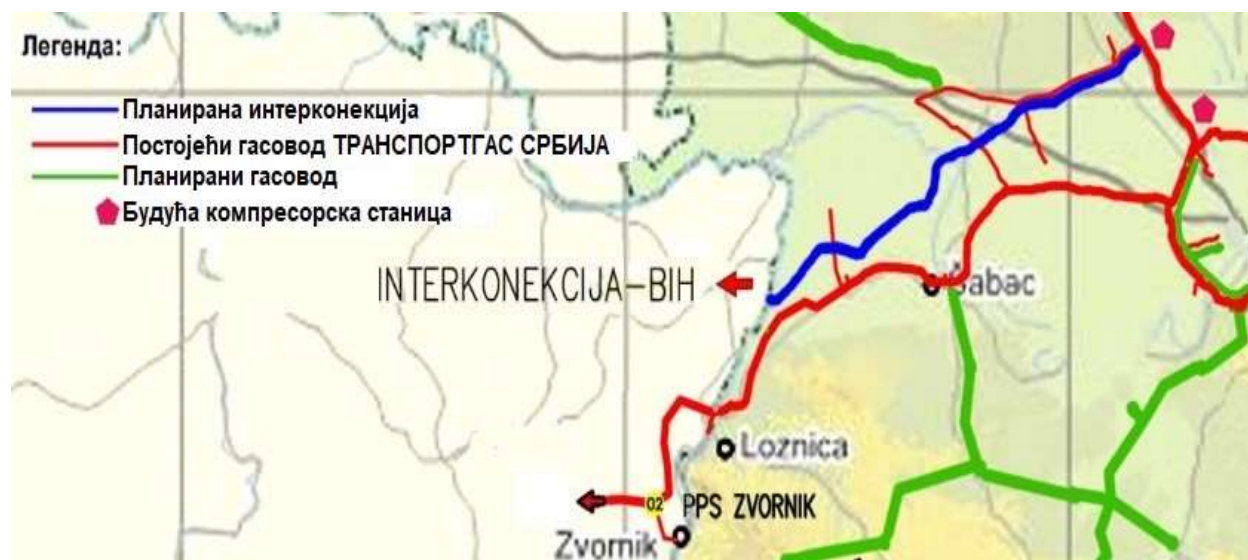 Легенда:
Планирана интерконекција
Постојећи гасовод ТРАНСПОРТГАС СРБИЈА
Планирани гасовод
Будућа компресорска станица
INTERKONEKCIJA-BIH
Šabac
Loznica
02 PPS ZVORNIK
Zvornik